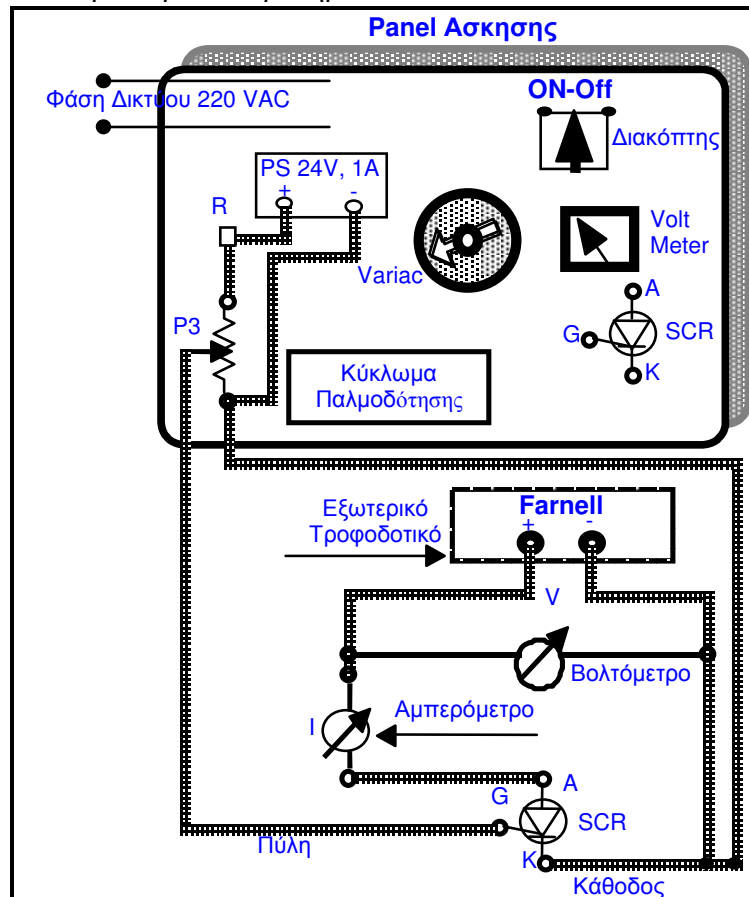 Panel Ασκησης
Φάση Δικτύου 220 VAC
ON-Off
Διακόπτης
PS 24V, 1A
+ -
R
Volt
Meter
Variac
A
P3
G
SCR
K
Κύκλωμα
Παλμοδότησης
Εξωτερικό
Τροφοδοτικό
Farnell
+ -
V
Βολτόμετρο
Αμπερόμετρο
I
A
G
SCR
Πύλη
K
Κάθοδος